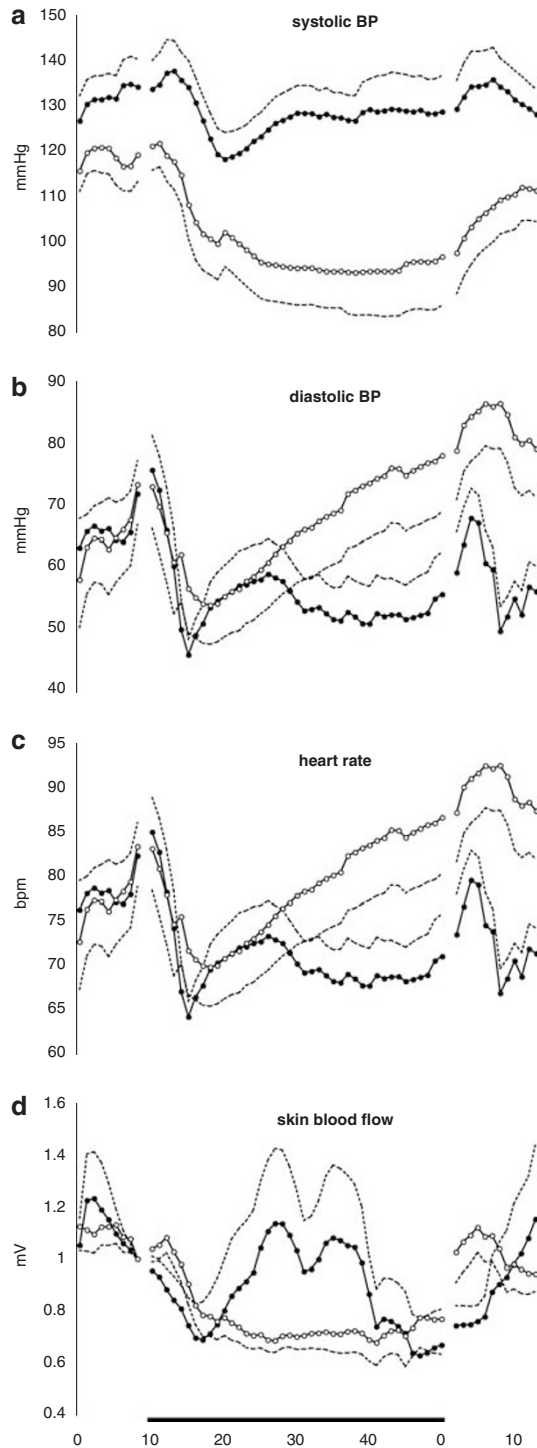 a
systolic BP
150
140
130
120
110
100
90
80
mmHg
b
diastolic BP
90
80
70
60
50
40
mmHg
c
heart rate
95
90
85
80
75
70
65
60
bpm
d
skin blood flow
1.6
1.4
1.2
1
0.8
0.6
0.4
mV
0 10 20 30 40 0 10